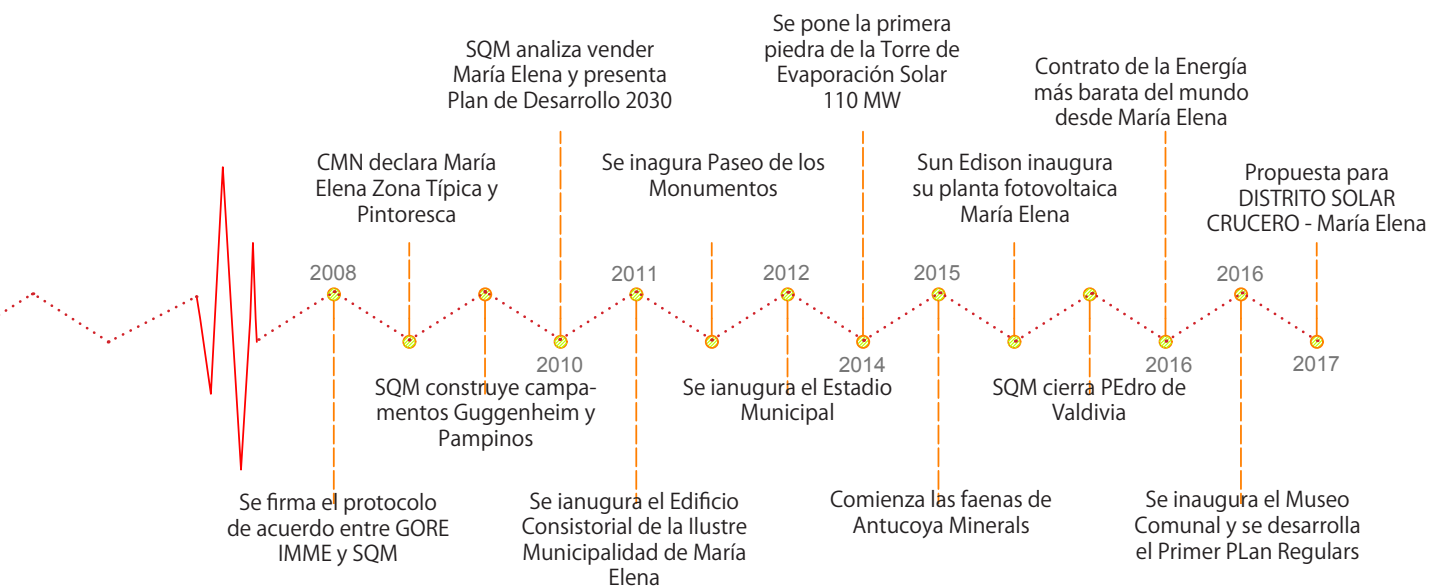 Se pone la primera
piedra de la Torre de
Evaporación Solar
110 MW
SQM analiza vender
María Elena y presenta
Plan de Desarrollo 2030
Contrato de la Energía
más barata del mundo
desde María Elena
CMN declara María
Elena Zona Típica y
Pintoresca
Se inagura Paseo de los
Monumentos
Sun Edison inaugura
su planta fotovoltaica
María Elena
Propuesta para
DISTRITO SOLAR
CRUCERO - María Elena
2008
2011
2012
2015
2016
2010
2014
2016
2017
SQM construye campa-
mentos Guggenheim y
Pampinos
Se ianugura el Estadio
Municipal
SQM cierra PEdro de
Valdivia
Se firma el protocolo
de acuerdo entre GORE
IMME y SQM
Se ianugura el Edificio
Consistorial de la Ilustre
Municipalidad de María
Elena
Comienza las faenas de
Antucoya Minerals
Se inaugura el Museo
Comunal y se desarrolla
el Primer PLan Regulars